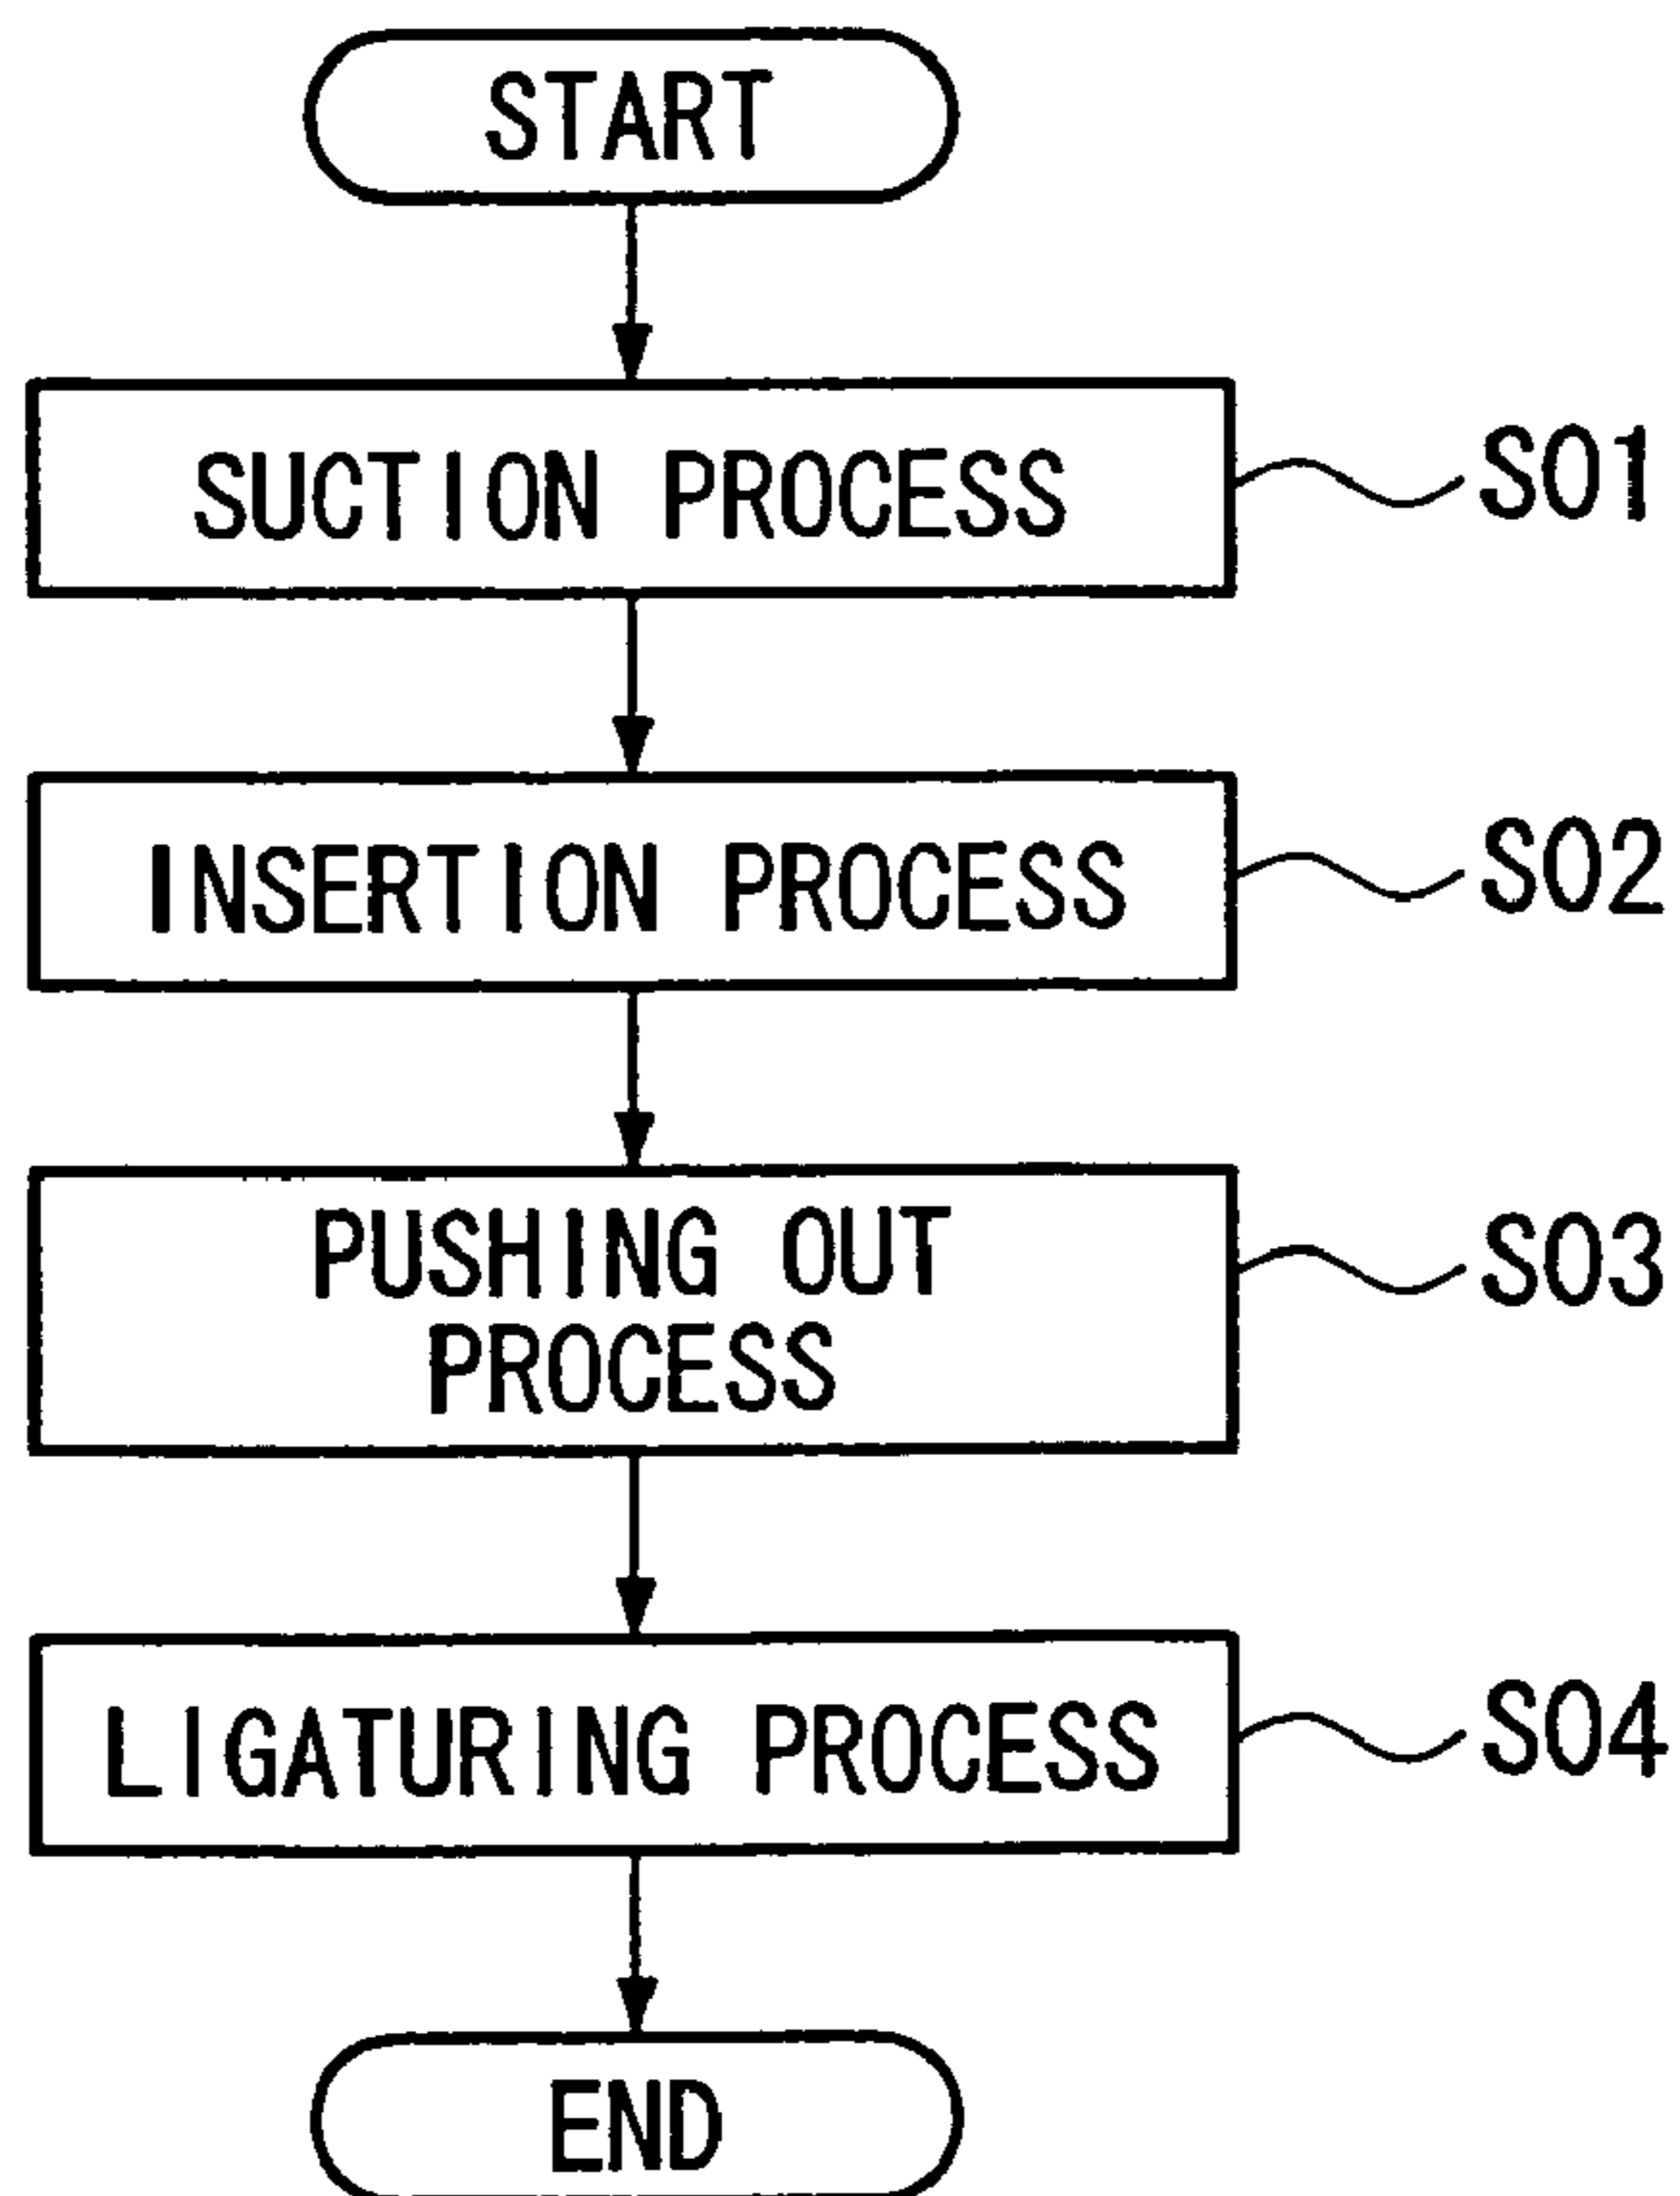 START
SUCTION PROCESS S01
INSERTION PROCESS S02
PUSHING OUT S03
PROCESS
LIGATURING PROCESS S04
END